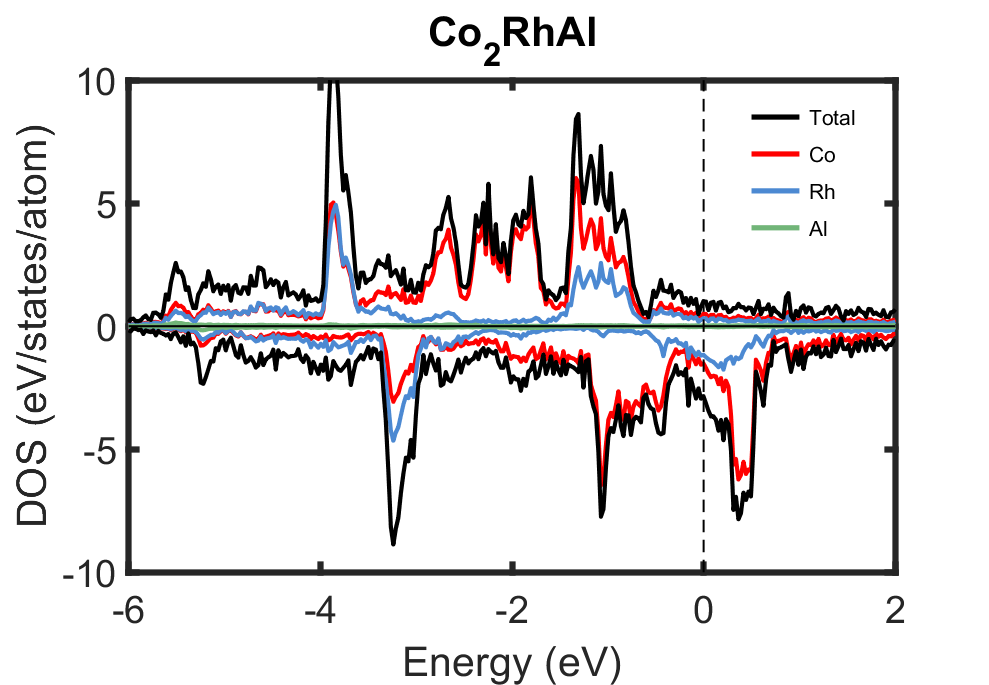 Co₂RhAl
10
5
0
-5
-10
DOS (eV/states/atom)
Total
Co
Rh
Al
-6 -4 -2 0 2
Energy (eV)